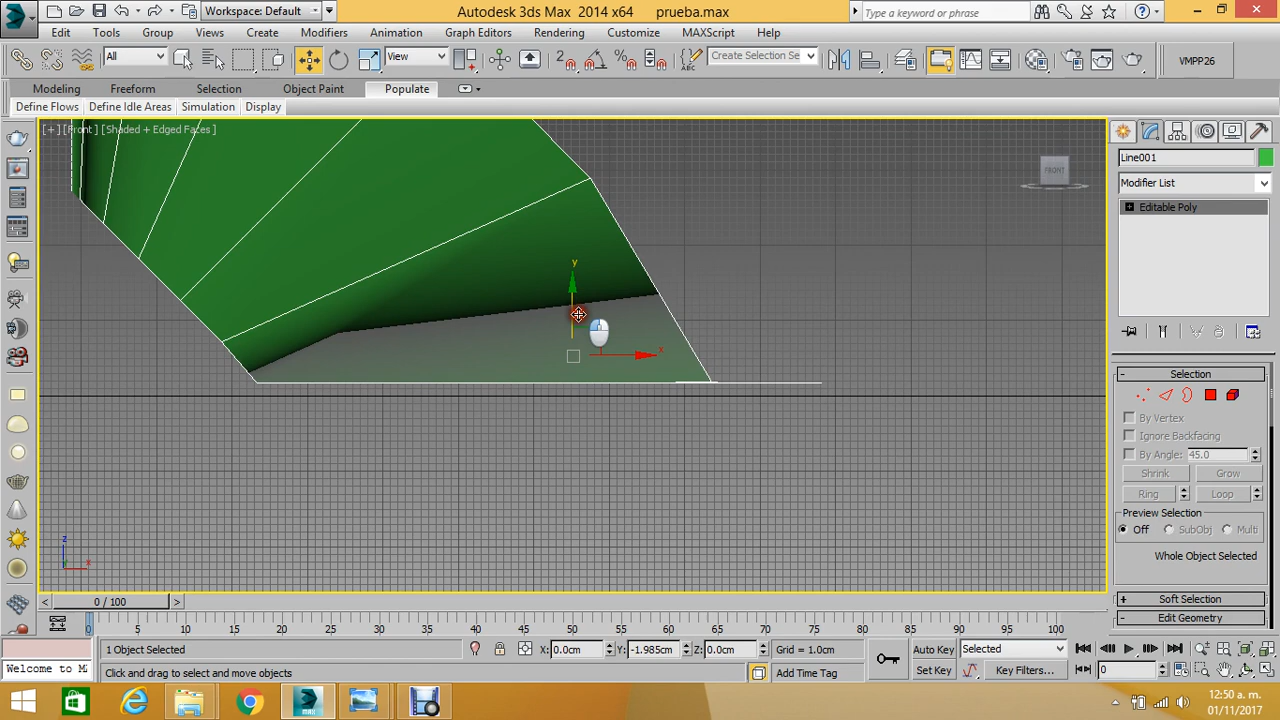 Workspace: Default
Autodesk 3ds Max 2014 x64 prueba.max
Type a keyword or phrase
Edit Tools Group Views Create Modifiers Animation Graph Editors Rendering Customize MAXScript Help
All View Create Selection Se VMPP26
Modeling Freeform Selection Object Paint Populate
Define Flows Define Idle Areas Simulation Display
[+] [Front] [Shaded + Edged Faces]
FRONT
Line001
Modifier List
Editable Poly
y
x
Selection
By Vertex
Ignore Backfacing
By Angle: 45.0
Shrink Grow
Ring Loop
Preview Selection
Off SubObj Multi
Whole Object Selected
Soft Selection
Edit Geometry
z
x
0 / 100
0 5 10 15 20 25 30 35 40 45 50 55 60 65 70 75 80 85 90 95 100
1 Object Selected X: 0.0cm Y: -1.985cm Z: 0.0cm Grid = 1.0cm Auto Key Selected
Welcome to M Click and drag to select and move objects Add Time Tag Set Key Key Filters... 0
12:50 a. m.
01/11/2017